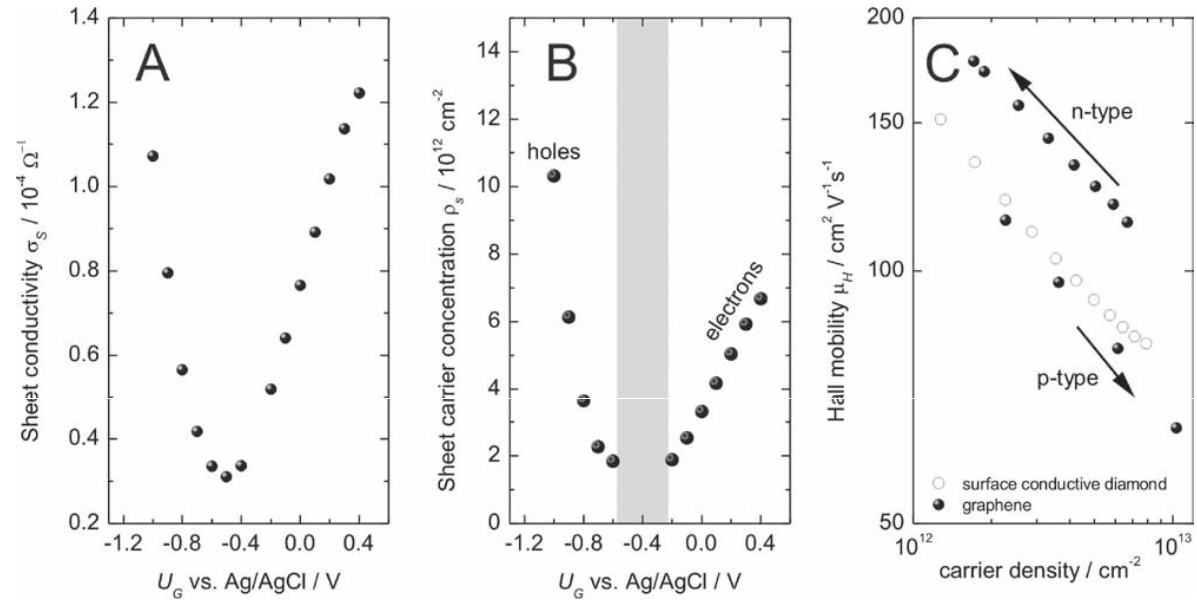 A
1.4
1.2
1.0
0.8
0.6
0.4
0.2
-1.2 -0.8 -0.4 0.0 0.4
Sheet conductivity σS / 10-4 Ω-1
UG vs. Ag/AgCl / V
B
14
12
10
8
6
4
2
0
-1.2 -0.8 -0.4 0.0 0.4
Sheet carrier concentration ρs / 1012 cm-2
UG vs. Ag/AgCl / V
holes
electrons
C
200
150
100
50
1012 1013
Hall mobility μH / cm2 V-1s-1
carrier density / cm-2
n-type
p-type
surface conductive diamond
graphene